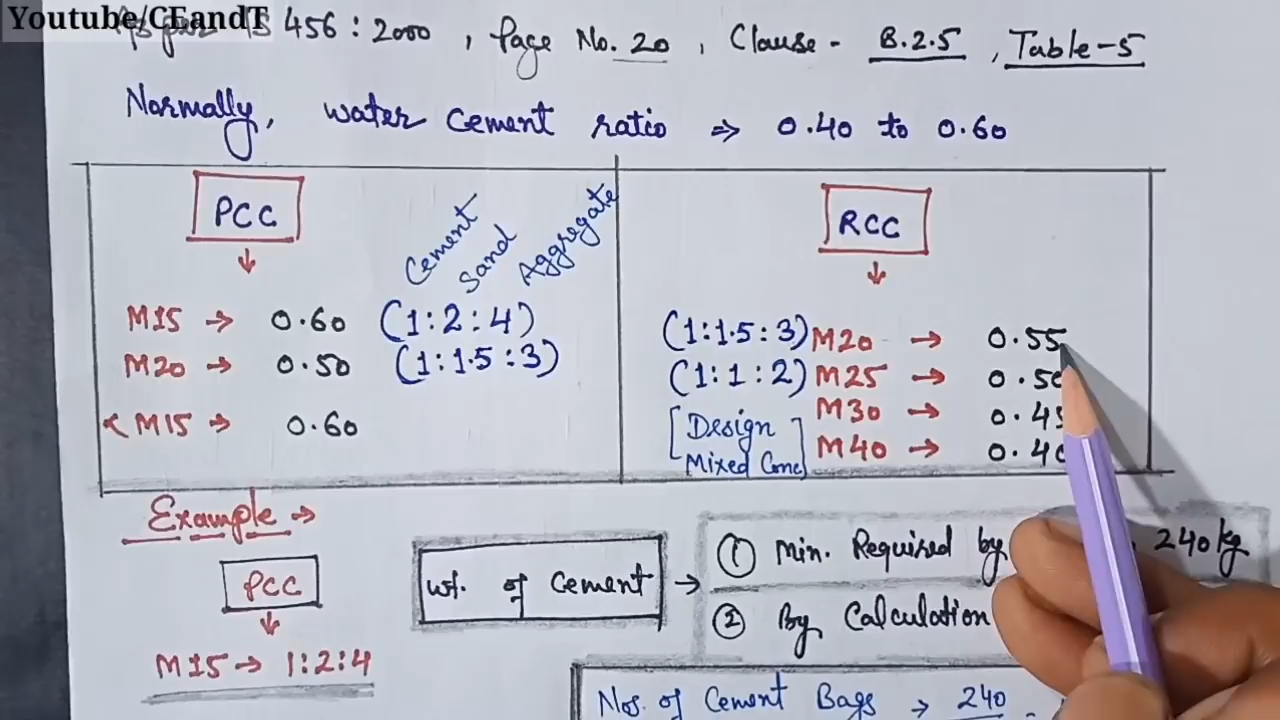 Youtube/CEandT
As per IS 456:2000, Page No. 20, Clause - 8.2.5, Table-5
Normally, water cement ratio ⇒ 0.40 to 0.60
PCC
Cement
Sand
Aggregate
M15 → 0.60 (1:2:4)
M20 → 0.50 (1:1.5:3)
< M15 → 0.60
RCC
(1:1.5:3) M20 → 0.55
(1:1:2) M25 → 0.50
[Design M30 → 0.45
Mixed Conc] M40 → 0.40
Example →
PCC
M15 → 1:2:4
wt. of Cement →
① Min. Required by 240 kg
② By Calculation
Nos. of Cement Bags → 240